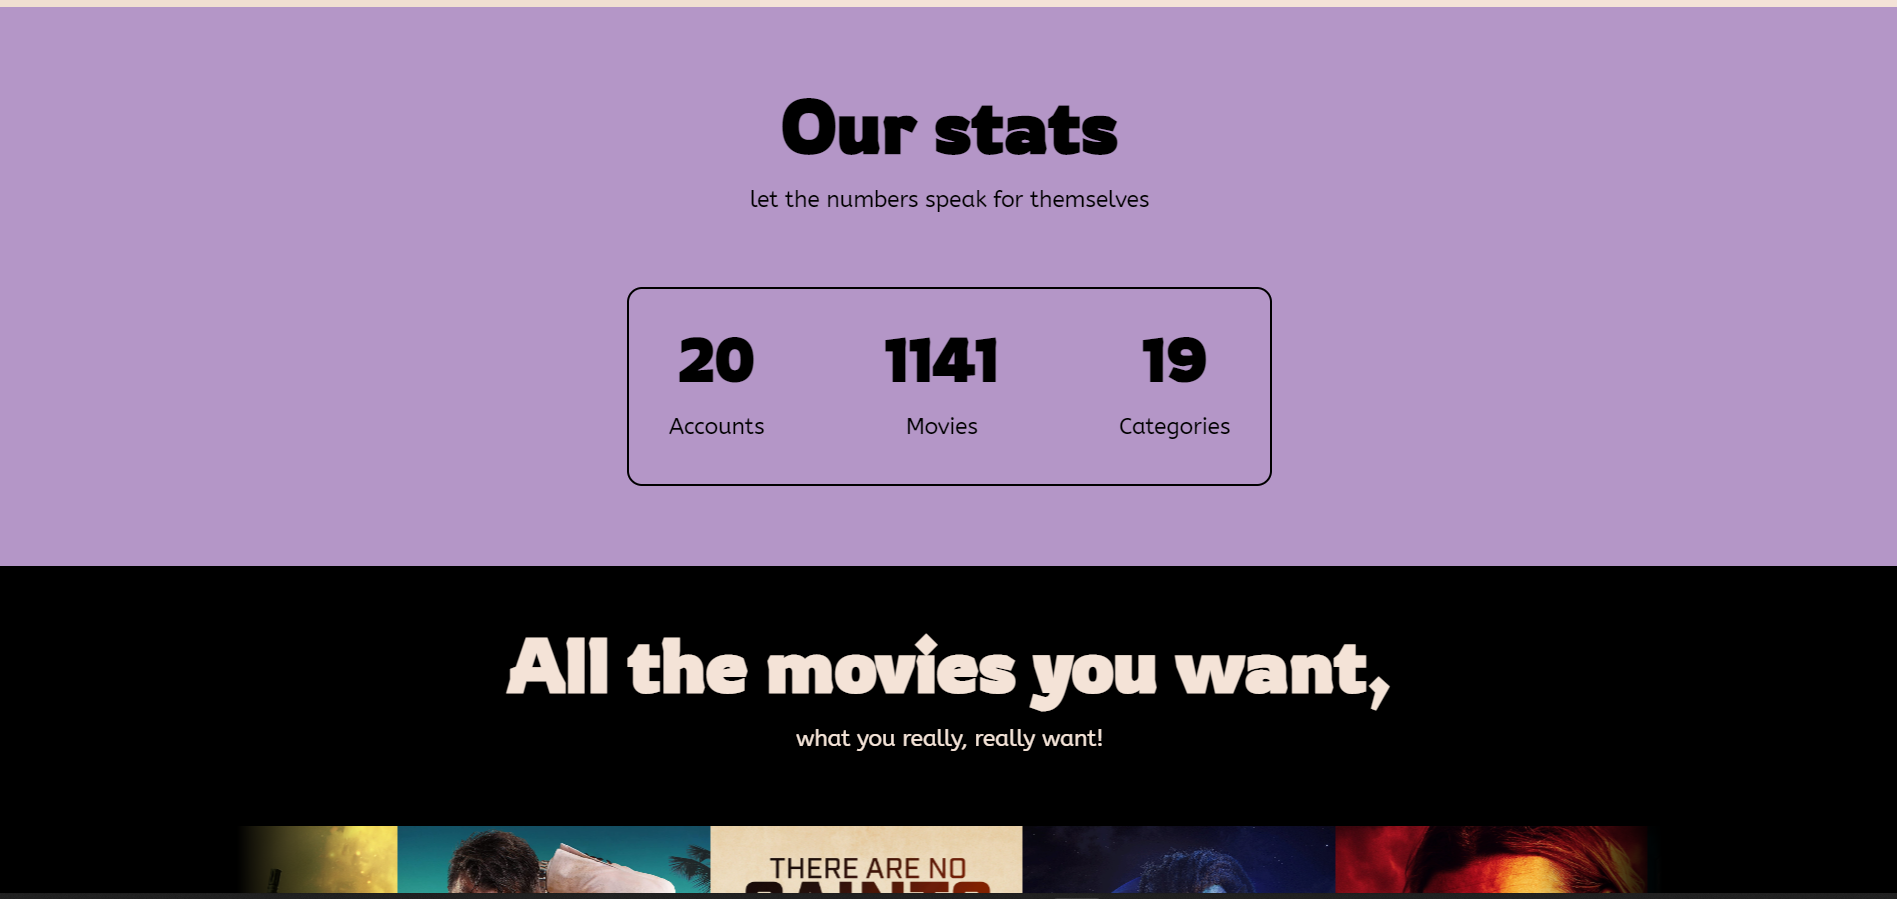 Our stats
let the numbers speak for themselves
20 1141 19
Accounts Movies Categories
All the movies you want,
what you really, really want!
THERE ARE NO
SAINTS